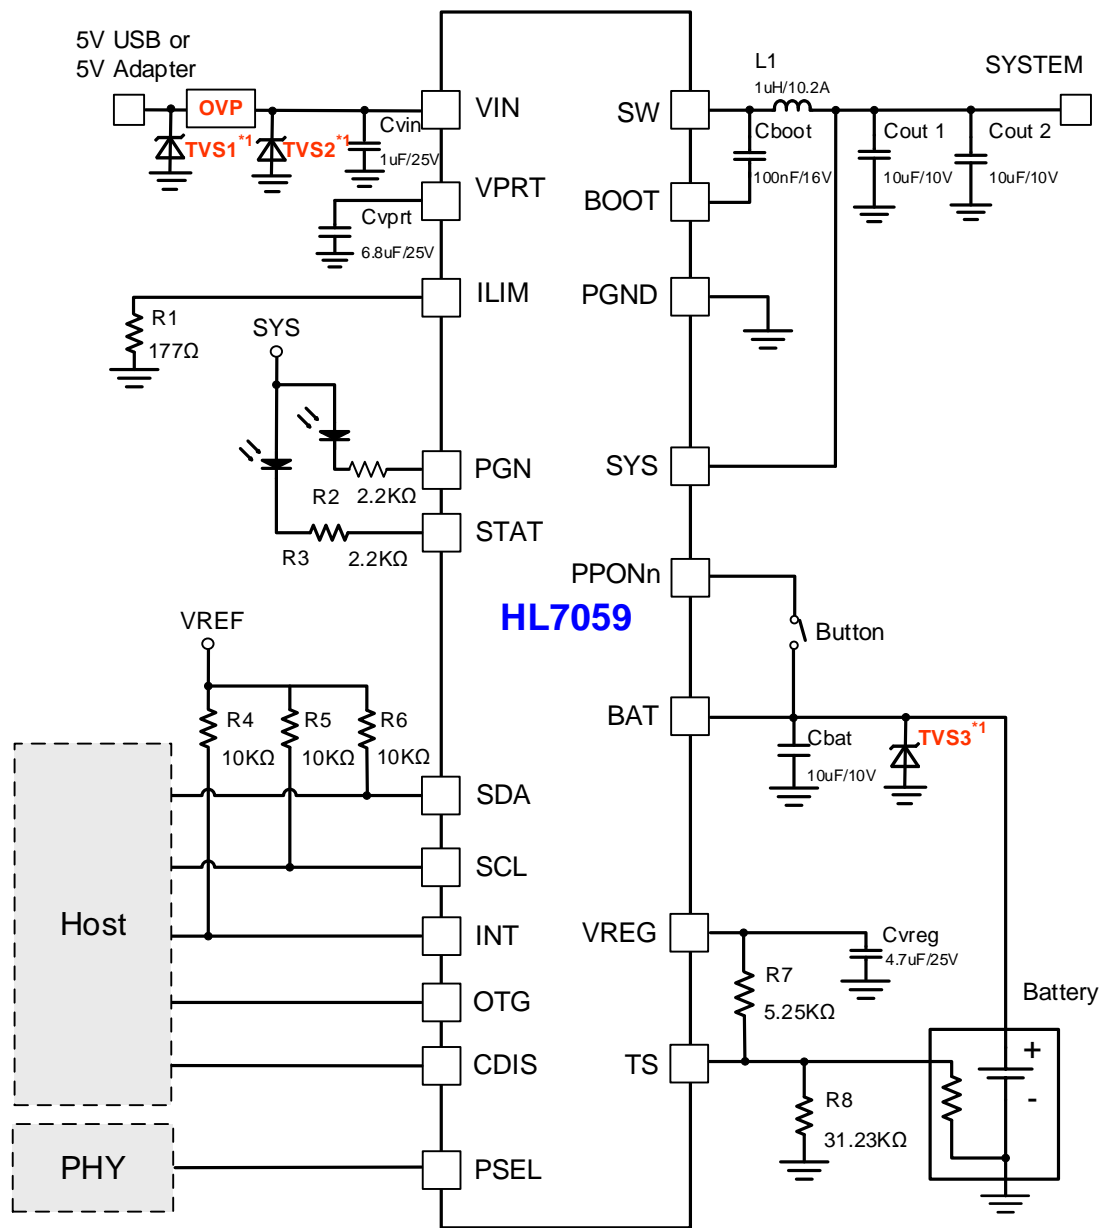 5V USB or
5V Adapter
OVP
TVS1*1
TVS2*1
Cvin
1uF/25V
VIN
VPRT
Cvprt
6.8uF/25V
ILIM
R1
177Ω
SYS
PGN
R2
2.2KΩ
STAT
R3
2.2KΩ
VREF
R4
10KΩ
R5
10KΩ
R6
10KΩ
Host
SDA
SCL
INT
OTG
CDIS
PHY
PSEL
HL7059
SW
L1
1uH/10.2A
SYSTEM
Cboot
100nF/16V
Cout 1
10uF/10V
Cout 2
10uF/10V
BOOT
PGND
SYS
PPONn
Button
BAT
Cbat
10uF/10V
TVS3*1
VREG
Cvreg
4.7uF/25V
R7
5.25KΩ
Battery
TS
R8
31.23KΩ
+
-